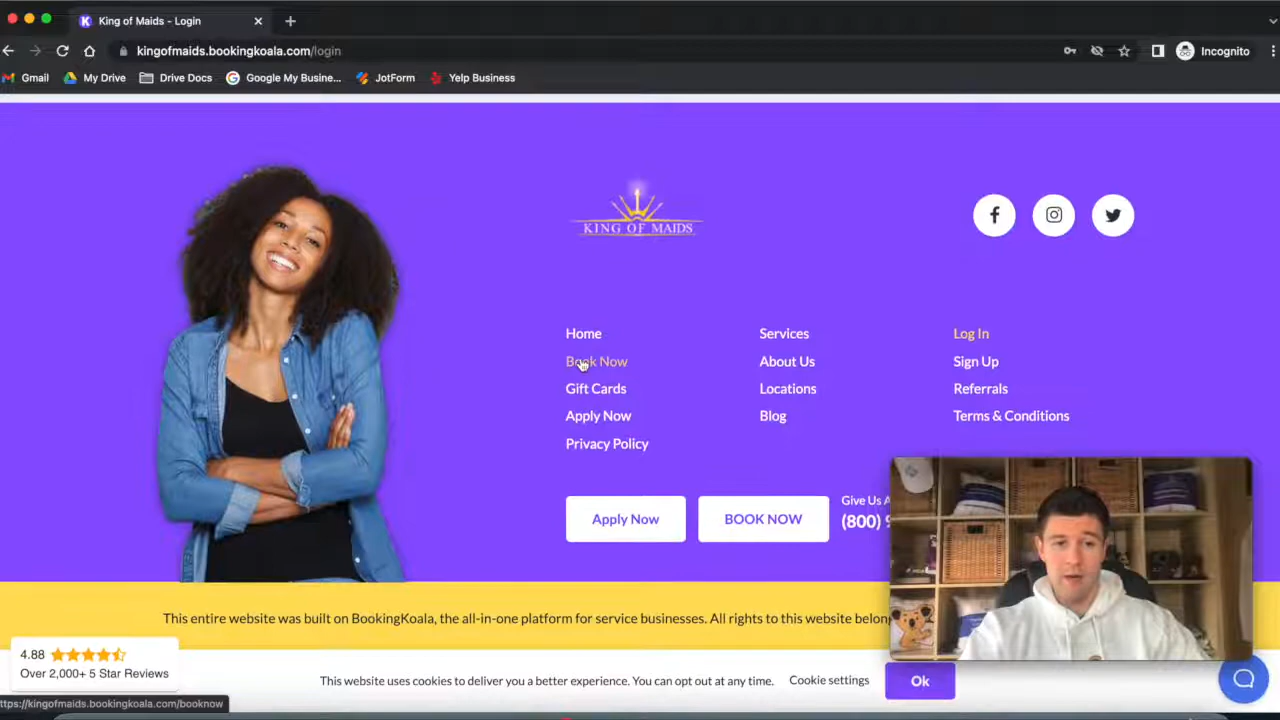 King of Maids - Login
kingofmaids.bookingkoala.com/login
Incognito
Gmail
My Drive
Drive Docs
Google My Busine...
JotForm
Yelp Business
KING OF MAIDS
Home
Services
Log In
Book Now
About Us
Sign Up
Gift Cards
Locations
Referrals
Apply Now
Blog
Terms & Conditions
Privacy Policy
Apply Now
BOOK NOW
Give Us A
(800) 9
This entire website was built on BookingKoala, the all-in-one platform for service businesses. All rights to this website belon
4.88
Over 2,000+ 5 Star Reviews
This website uses cookies to deliver you a better experience. You can opt out at any time.
Cookie settings
Ok
ttps://kingofmaids.bookingkoala.com/booknow